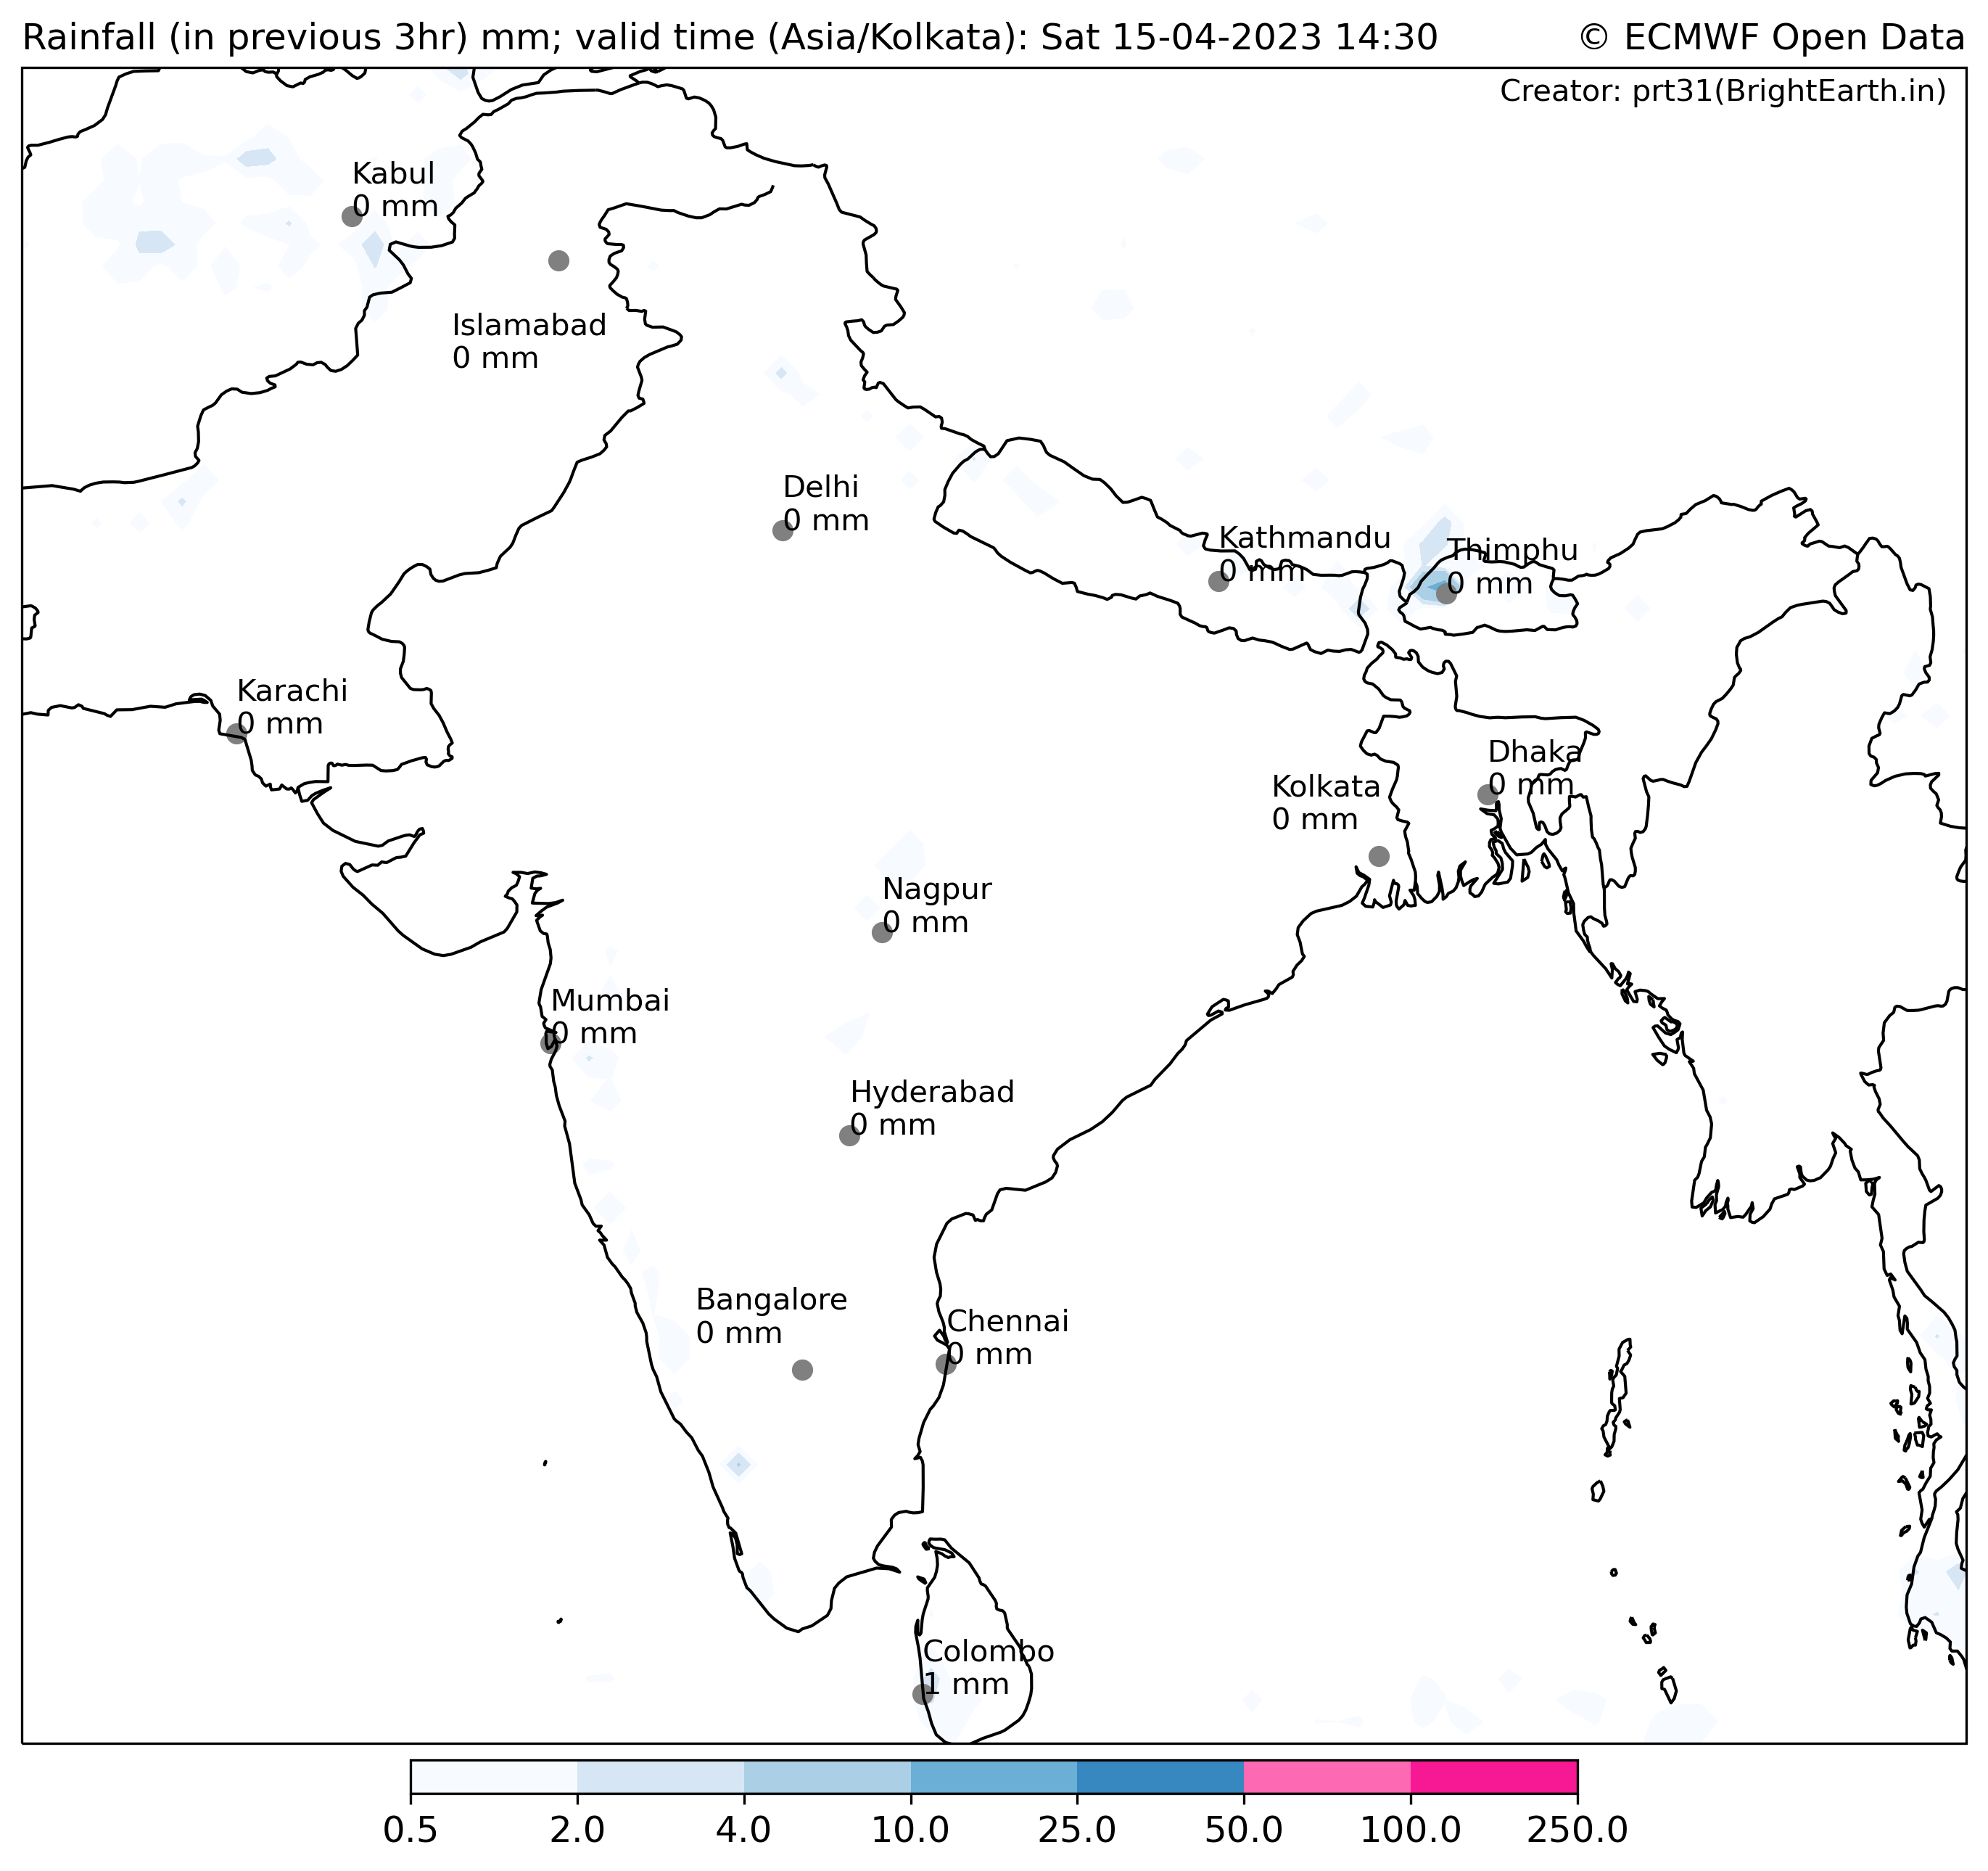 Rainfall (in previous 3hr) mm; valid time (Asia/Kolkata): Sat 15-04-2023 14:30
© ECMWF Open Data
Creator: prt31(BrightEarth.in)
Kabul
0 mm
Islamabad
0 mm
Delhi
0 mm
Kathmandu
0 mm
Thimphu
0 mm
Karachi
0 mm
Dhaka
0 mm
Kolkata
0 mm
Nagpur
0 mm
Mumbai
0 mm
Hyderabad
0 mm
Bangalore
0 mm
Chennai
0 mm
Colombo
1 mm
0.5 2.0 4.0 10.0 25.0 50.0 100.0 250.0